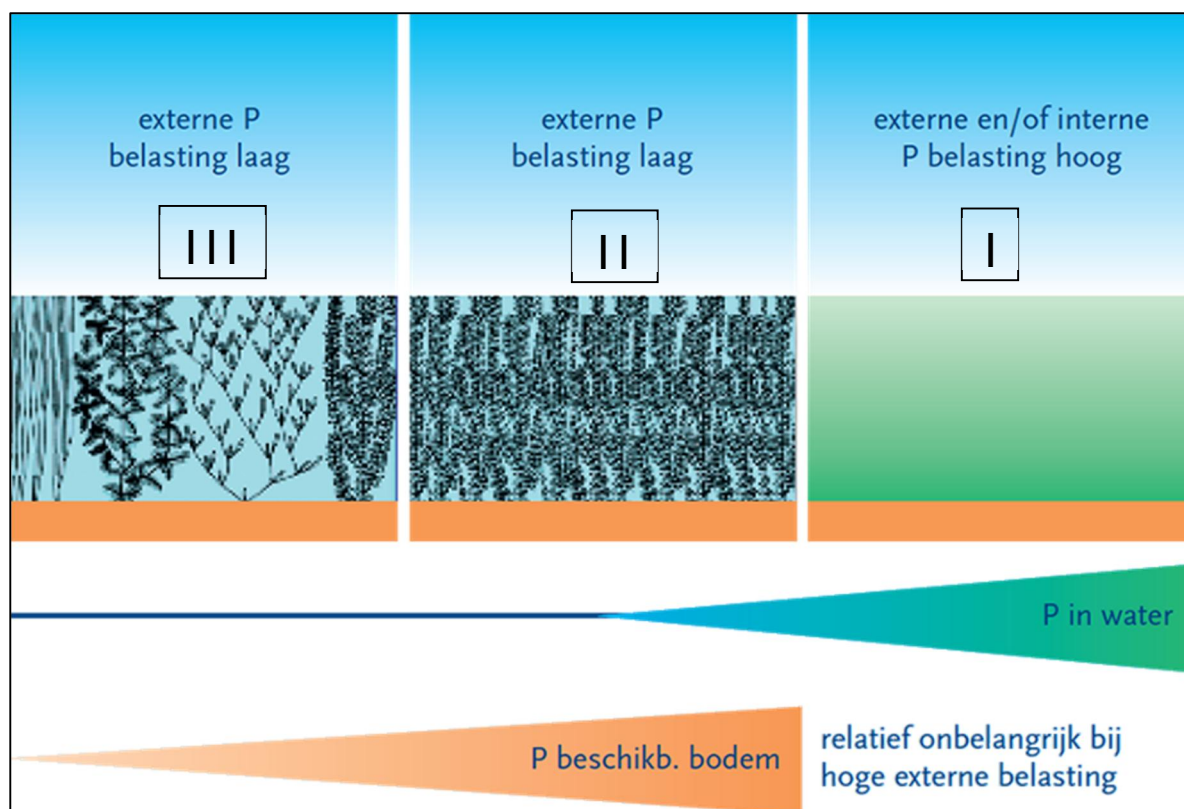 externe P
belasting laag
III
externe P
belasting laag
II
externe en/of interne
P belasting hoog
I
P in water
P beschikb. bodem
relatief onbelangrijk bij
hoge externe belasting